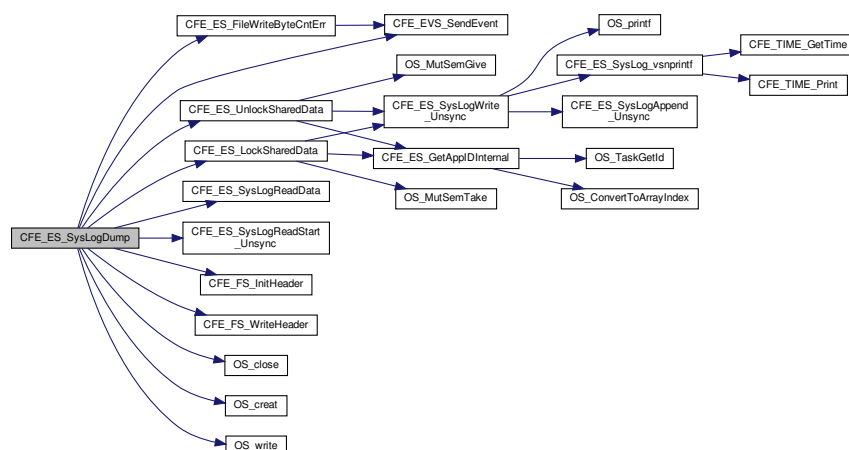 CFE_ES_SysLogDump
CFE_ES_FileWriteByteCntErr
CFE_EVS_SendEvent
CFE_ES_UnlockSharedData
CFE_ES_LockSharedData
CFE_ES_SysLogReadData
CFE_ES_SysLogReadStart
_Unsync
CFE_FS_InitHeader
CFE_FS_WriteHeader
OS_close
OS_creat
OS_write
OS_MutSemGive
CFE_ES_SysLogWrite
_Unsync
CFE_ES_GetAppIDInternal
OS_MutSemTake
OS_printf
CFE_ES_SysLog_vsnprintf
CFE_ES_SysLogAppend
_Unsync
OS_TaskGetId
OS_ConvertToArrayIndex
CFE_TIME_GetTime
CFE_TIME_Print